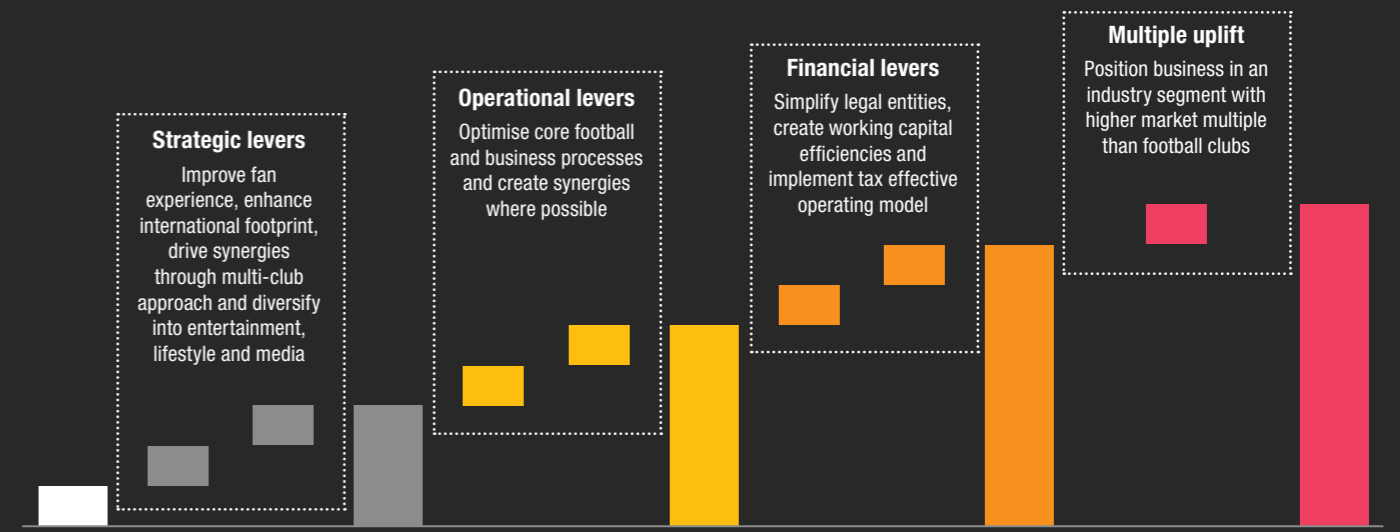 Strategic levers
Improve fan
experience, enhance
international footprint,
drive synergies
through multi-club
approach and diversify
into entertainment,
lifestyle and media
Operational levers
Optimise core football
and business processes
and create synergies
where possible
Financial levers
Simplify legal entities,
create working capital
efficiencies and
implement tax effective
operating model
Multiple uplift
Position business in an
industry segment with
higher market multiple
than football clubs